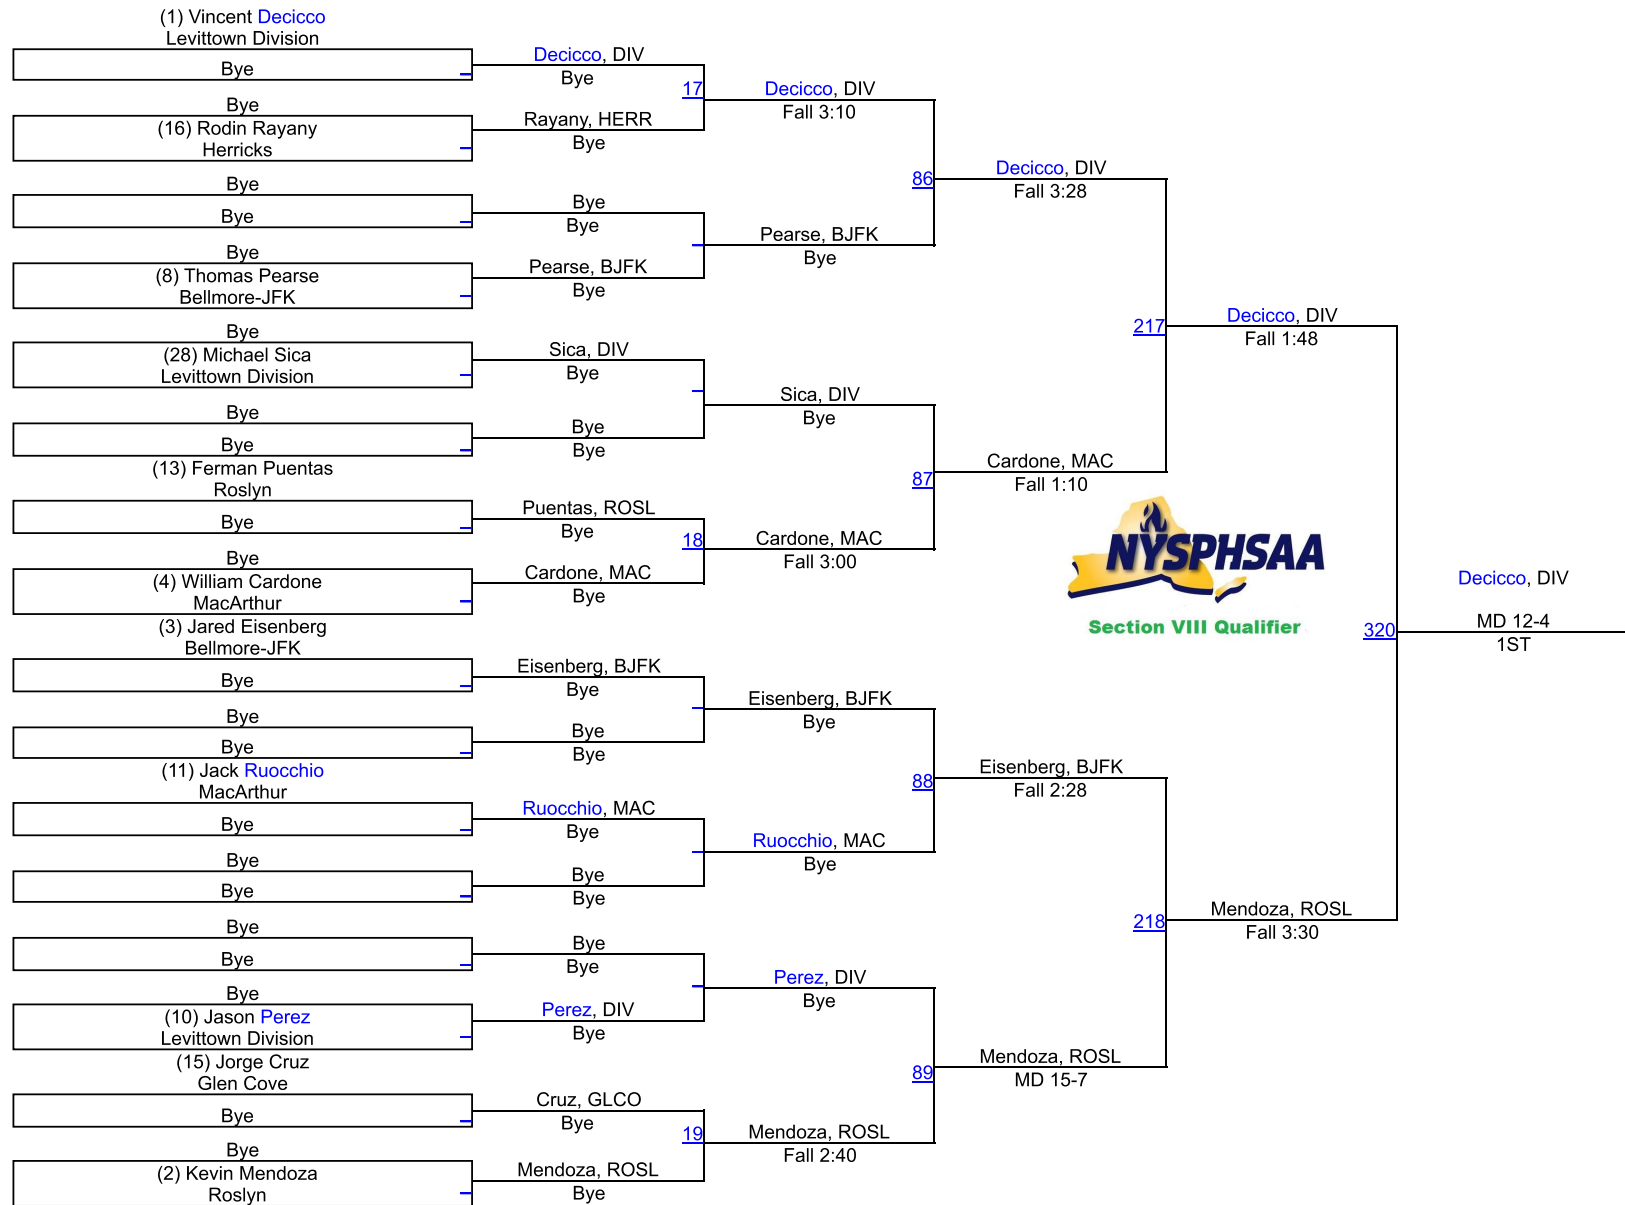 (1) Vincent Decicco
Levittown Division
Bye
Bye
(16) Rodin Rayany
Herricks
Bye
Bye
Bye
(8) Thomas Pearse
Bellmore-JFK
Bye
(28) Michael Sica
Levittown Division
Bye
Bye
(13) Ferman Puentas
Roslyn
Bye
Bye
(4) William Cardone
MacArthur
(3) Jared Eisenberg
Bellmore-JFK
Bye
Bye
Bye
(11) Jack Ruocchio
MacArthur
Bye
Bye
Bye
Bye
Bye
Bye
(10) Jason Perez
Levittown Division
(15) Jorge Cruz
Glen Cove
Bye
Bye
(2) Kevin Mendoza
Roslyn
Decicco, DIV
Bye
17
Rayany, HERR
Bye
Bye
Bye
Pearse, BJFK
Bye
Sica, DIV
Bye
Bye
Bye
Puentas, ROSL
Bye
18
Cardone, MAC
Bye
Eisenberg, BJFK
Bye
Bye
Bye
Ruocchio, MAC
Bye
Bye
Bye
Bye
Bye
Perez, DIV
Bye
Cruz, GLCO
Bye
19
Mendoza, ROSL
Bye
Decicco, DIV
Fall 3:10
86
Pearse, BJFK
Bye
Sica, DIV
Bye
87
Cardone, MAC
Fall 3:00
Eisenberg, BJFK
Bye
88
Ruocchio, MAC
Bye
Perez, DIV
Bye
89
Mendoza, ROSL
Fall 2:40
Decicco, DIV
Fall 3:28
217
Cardone, MAC
Fall 1:10
Eisenberg, BJFK
Fall 2:28
218
Mendoza, ROSL
MD 15-7
Decicco, DIV
Fall 1:48
NYSPHSAA
Section VIII Qualifier
320
Mendoza, ROSL
Fall 3:30
Decicco, DIV
MD 12-4
1ST